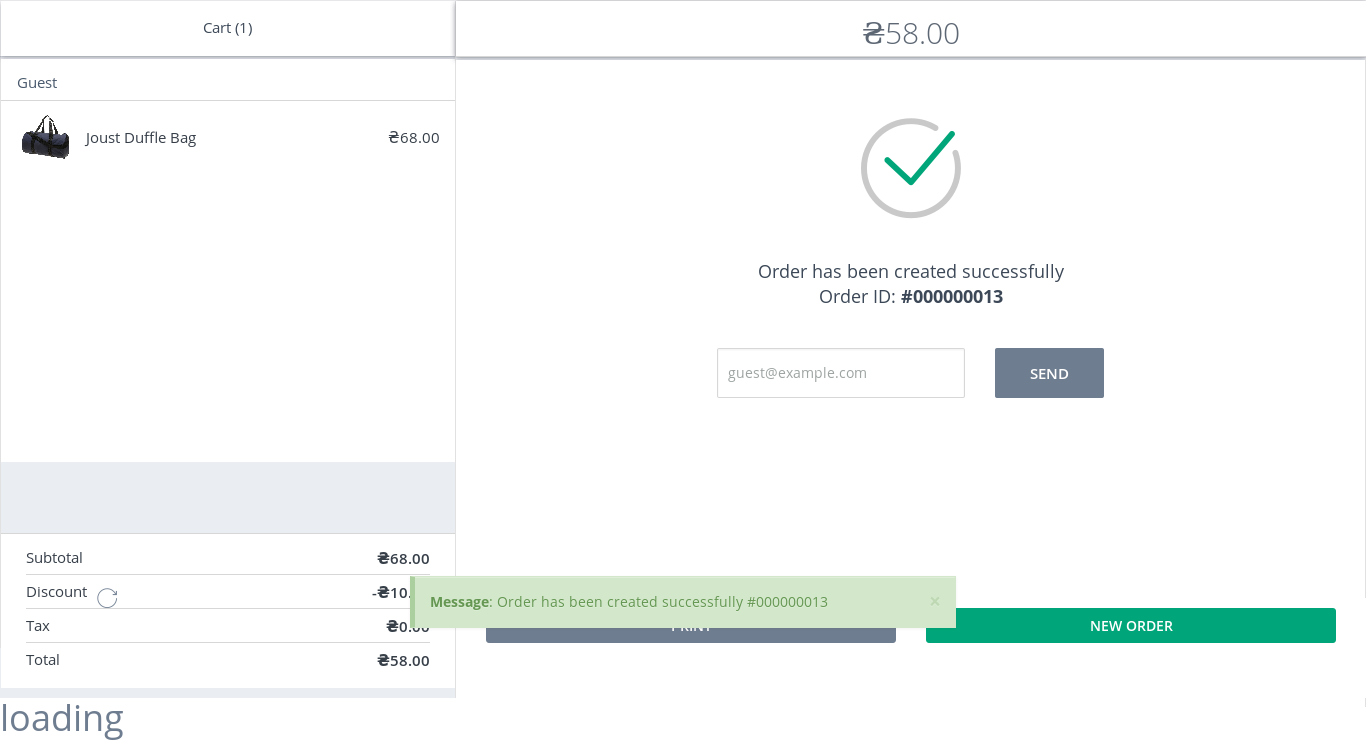 Cart (1)
₴58.00
Guest
Joust Duffle Bag ₴68.00
Order has been created successfully
Order ID: #000000013
guest@example.com
SEND
Subtotal ₴68.00
Discount -₴10.
Message: Order has been created successfully #000000013 ×
Tax ₴0.00
PRINT
NEW ORDER
Total ₴58.00
loading